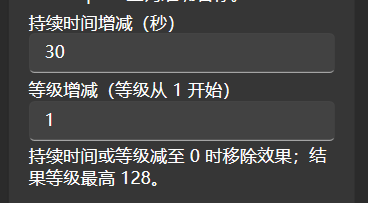 持续时间增减（秒）
30
等级增减（等级从 1 开始）
1
持续时间或等级减至 0 时移除效果；结
果等级最高 128。